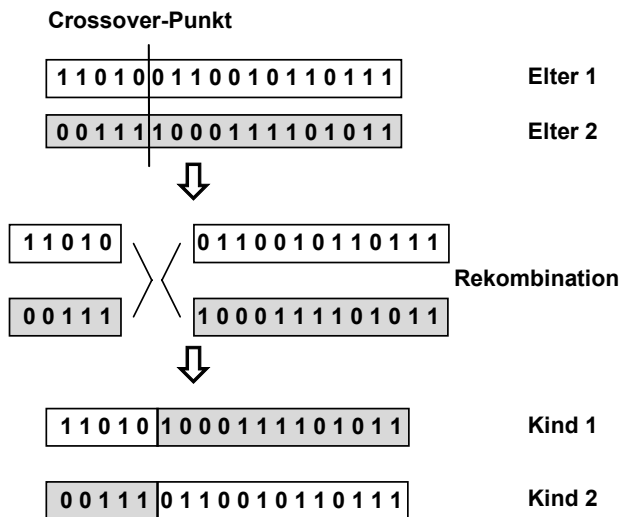 Crossover-Punkt
1 1 0 1 0 0 1 1 0 0 1 0 1 1 0 1 1 1 Elter 1
0 0 1 1 1 1 0 0 0 1 1 1 1 0 1 0 1 1 Elter 2
1 1 0 1 0 0 1 1 0 0 1 0 1 1 0 1 1 1
Rekombination
0 0 1 1 1 1 0 0 0 1 1 1 1 0 1 0 1 1
1 1 0 1 0 1 0 0 0 1 1 1 1 0 1 0 1 1 Kind 1
0 0 1 1 1 0 1 1 0 0 1 0 1 1 0 1 1 1 Kind 2